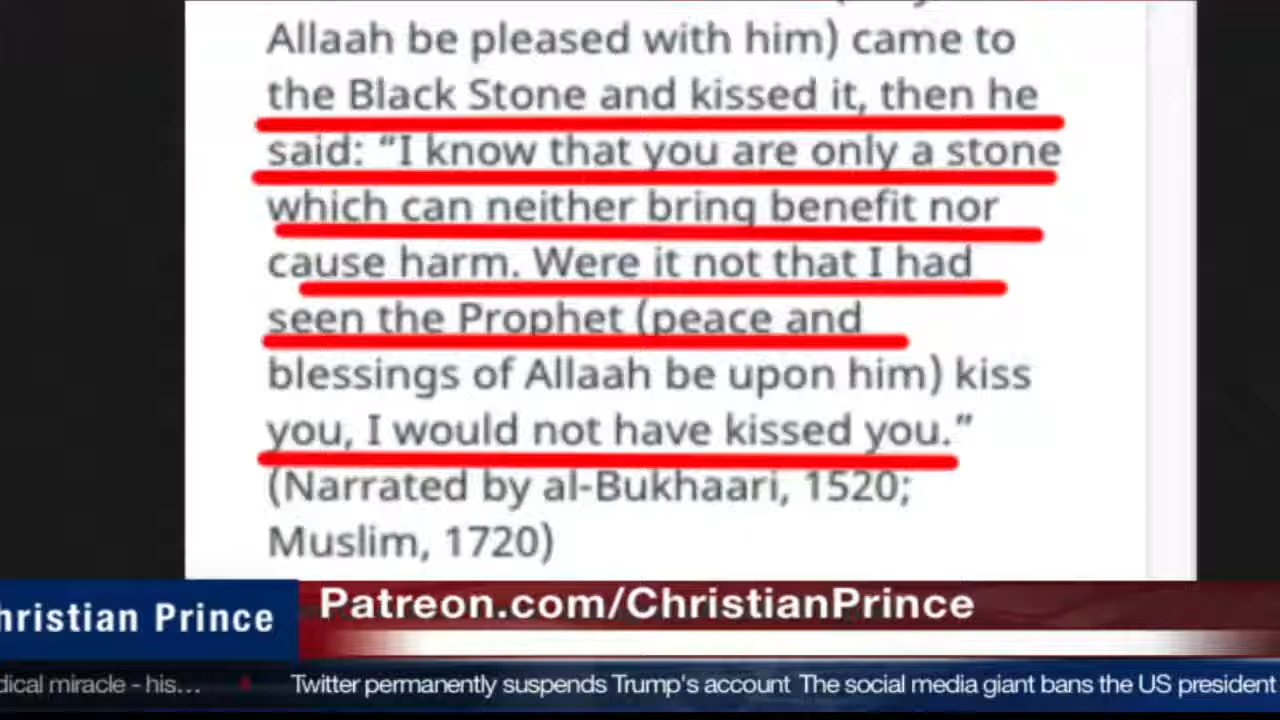 Allaah be pleased with him) came to
the Black Stone and kissed it, then he
said: “I know that you are only a stone
which can neither bring benefit nor
cause harm. Were it not that I had
seen the Prophet (peace and
blessings of Allaah be upon him) kiss
you, I would not have kissed you.”
(Narrated by al-Bukhaari, 1520;
Muslim, 1720)
hristian Prince
Patreon.com/ChristianPrince
dical miracle - his... Twitter permanently suspends Trump's account The social media giant bans the US president